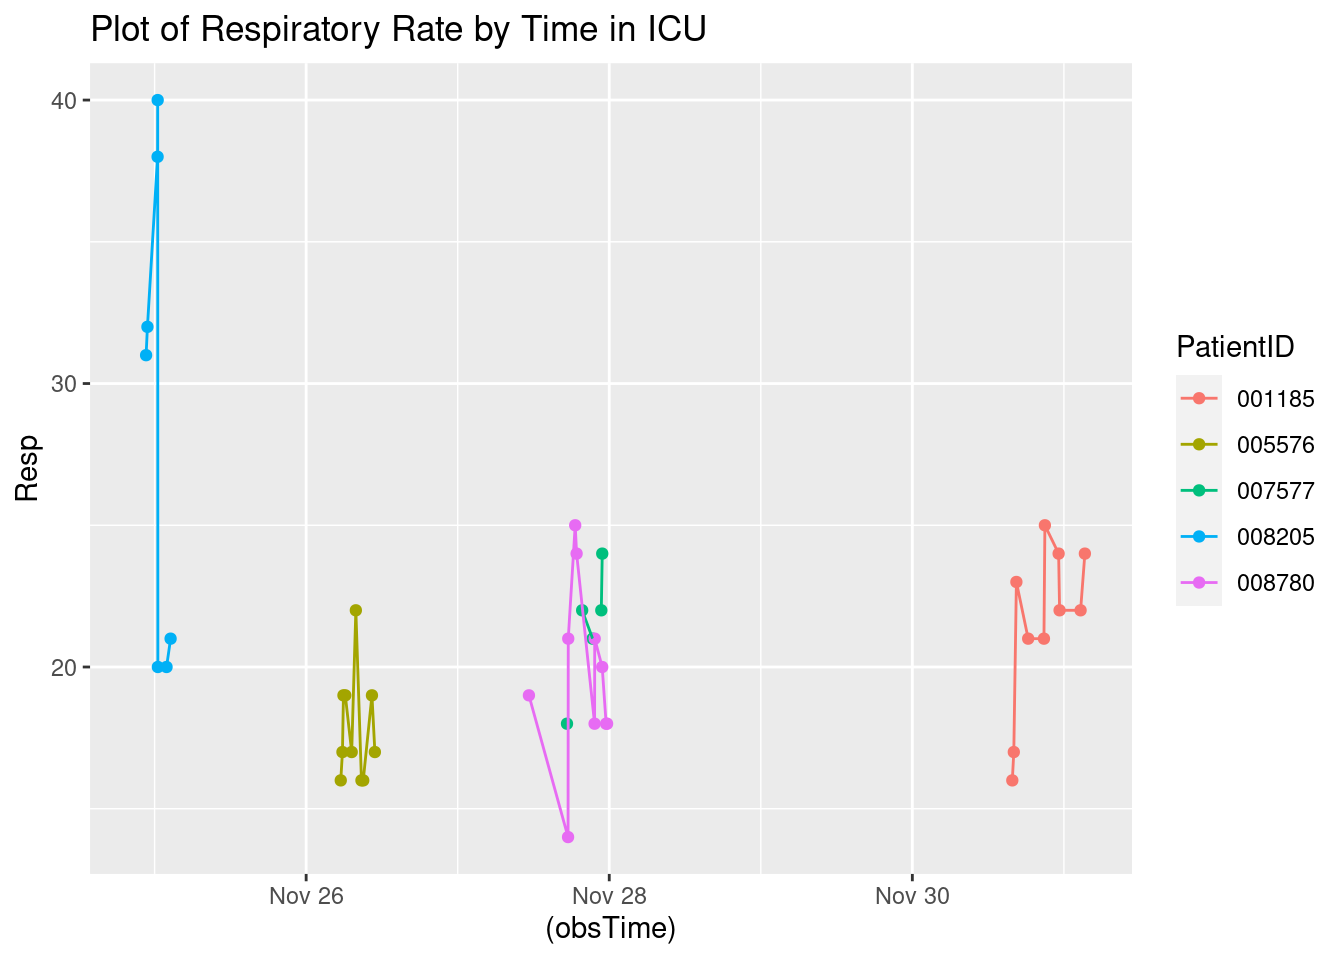 Plot of Respiratory Rate by Time in ICU
40
30
20
Resp
Nov 26
Nov 28
Nov 30
(obsTime)
PatientID
001185
005576
007577
008205
008780